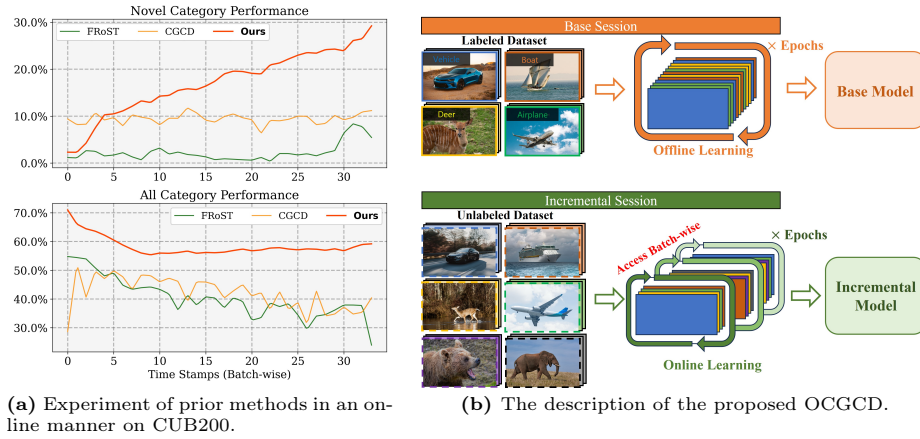 Novel Category Performance
30.0%
20.0%
10.0%
0.0%
FRoST CGCD Ours
0 5 10 15 20 25 30
All Category Performance
70.0%
60.0%
50.0%
40.0%
30.0%
FRoST CGCD Ours
0 5 10 15 20 25 30
Time Stamps (Batch-wise)
(a) Experiment of prior methods in an on-
line manner on CUB200.
Base Session
Labeled Dataset
Vehicle
Boat
Deer
Airplane
× Epochs
Offline Learning
Base Model
Incremental Session
Unlabeled Dataset
Access Batch-wise
× Epochs
Online Learning
Incremental
Model
(b) The description of the proposed OCGCD.